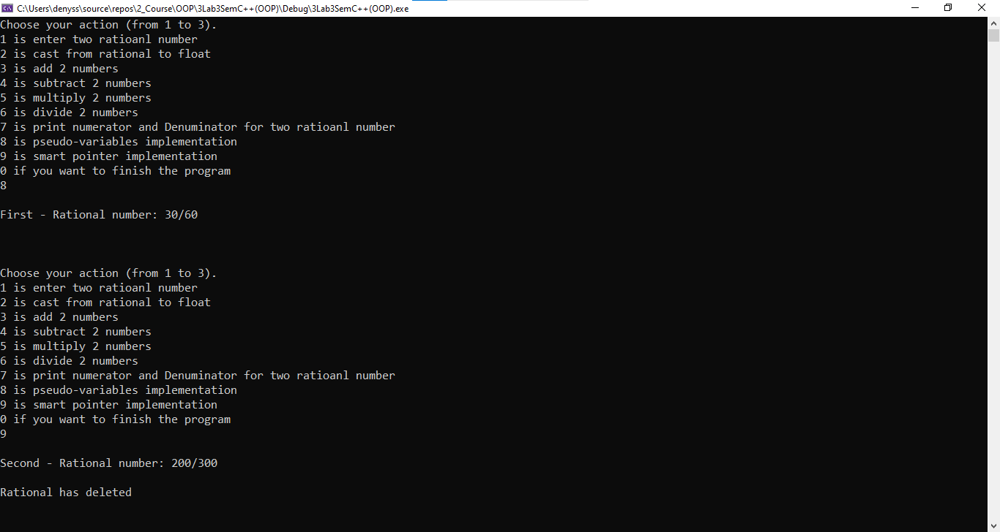 C:\Users\denyss\source\repos\2_Course\OOP\3Lab3SemC++(OOP)\Debug\3Lab3SemC++(OOP).exe
Choose your action (from 1 to 3).
1 is enter two ratioanl number
2 is cast from rational to float
3 is add 2 numbers
4 is subtract 2 numbers
5 is multiply 2 numbers
6 is divide 2 numbers
7 is print numerator and Denuminator for two ratioanl number
8 is pseudo-variables implementation
9 is smart pointer implementation
0 if you want to finish the program
8
First - Rational number: 30/60
Choose your action (from 1 to 3).
1 is enter two ratioanl number
2 is cast from rational to float
3 is add 2 numbers
4 is subtract 2 numbers
5 is multiply 2 numbers
6 is divide 2 numbers
7 is print numerator and Denuminator for two ratioanl number
8 is pseudo-variables implementation
9 is smart pointer implementation
0 if you want to finish the program
9
Second - Rational number: 200/300
Rational has deleted